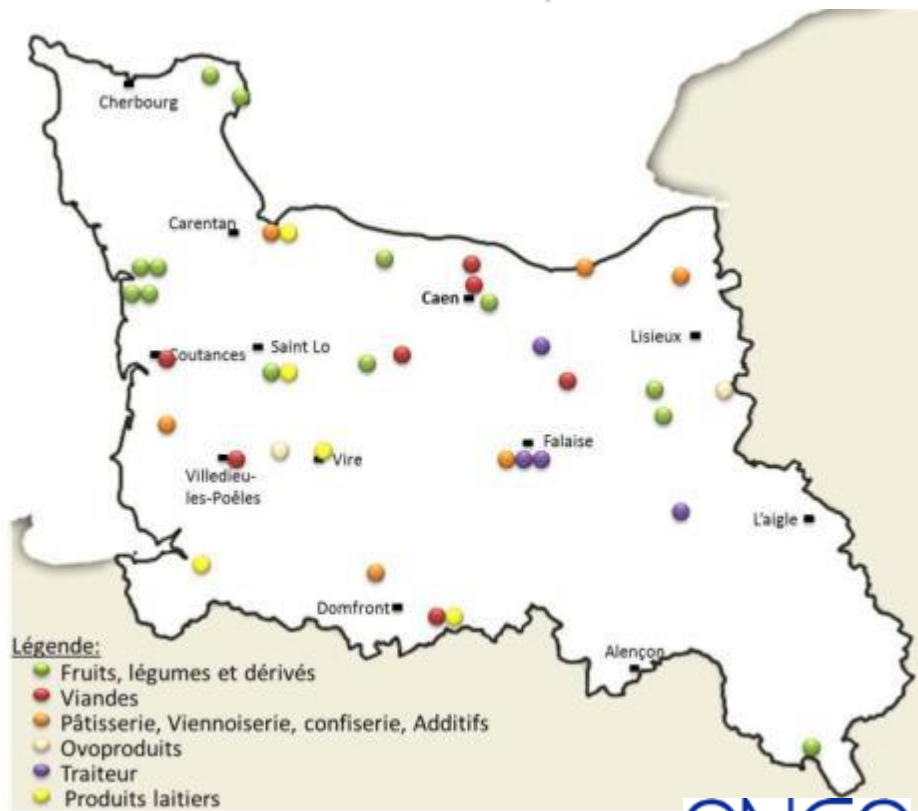 Cherbourg
Carentan
Caen
Lisieux
Coutances
Saint Lo
Falaise
Villedieu-
les-Poêles
Vire
L'aigle
Domfront
Alençon
Légende:
Fruits, légumes et dérivés
Viandes
Pâtisserie, Viennoiserie, confiserie, Additifs
Ovoproduits
Traiteur
Produits laitiers